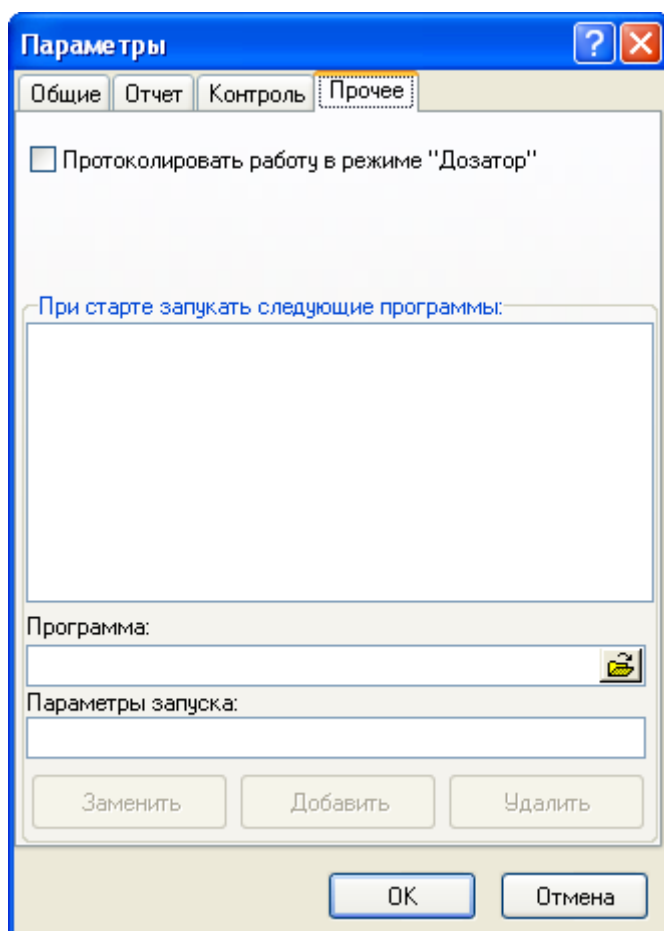 Параметры
Общие Отчет Контроль Прочее
Протоколировать работу в режиме "Дозатор"
При старте запукать следующие программы:
Программа:
Параметры запуска:
Заменить Добавить Удалить
OK Отмена